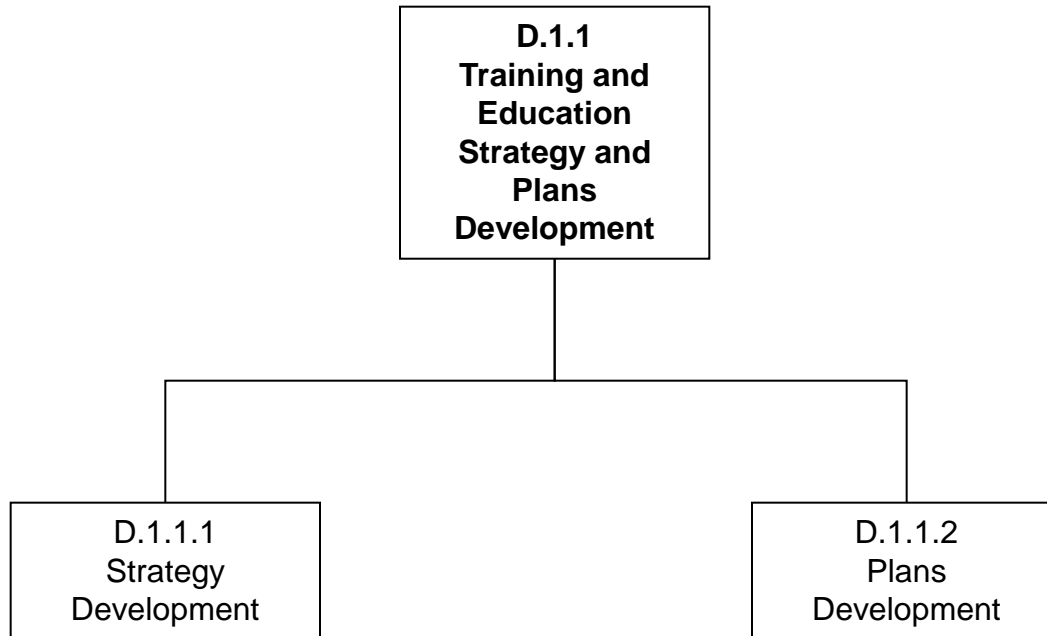 D.1.1
Training and
Education
Strategy and
Plans
Development
D.1.1.1
Strategy
Development
D.1.1.2
Plans
Development